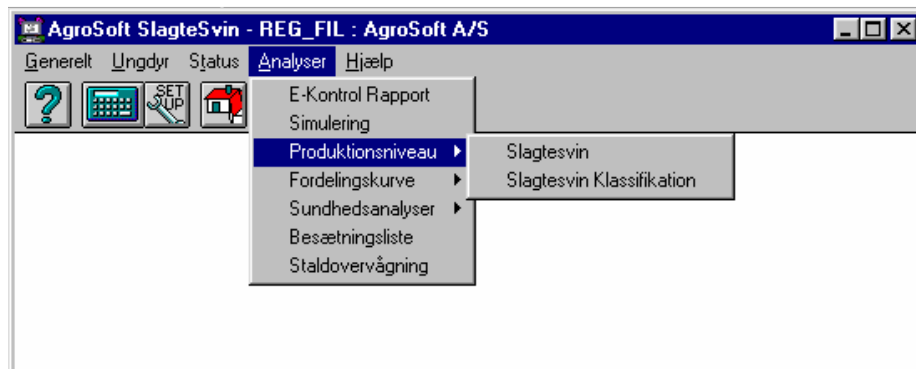 AgroSoft SlagteSvin - REG_FIL : AgroSoft A/S
Generelt Ungdyr Status Analyser Hjælp
SET UP
E-Kontrol Rapport
Simulering
Produktionsniveau Slagtesvin
Fordelingskurve Slagtesvin Klassifikation
Sundhedsanalyser
Besætningsliste
Staldovervågning